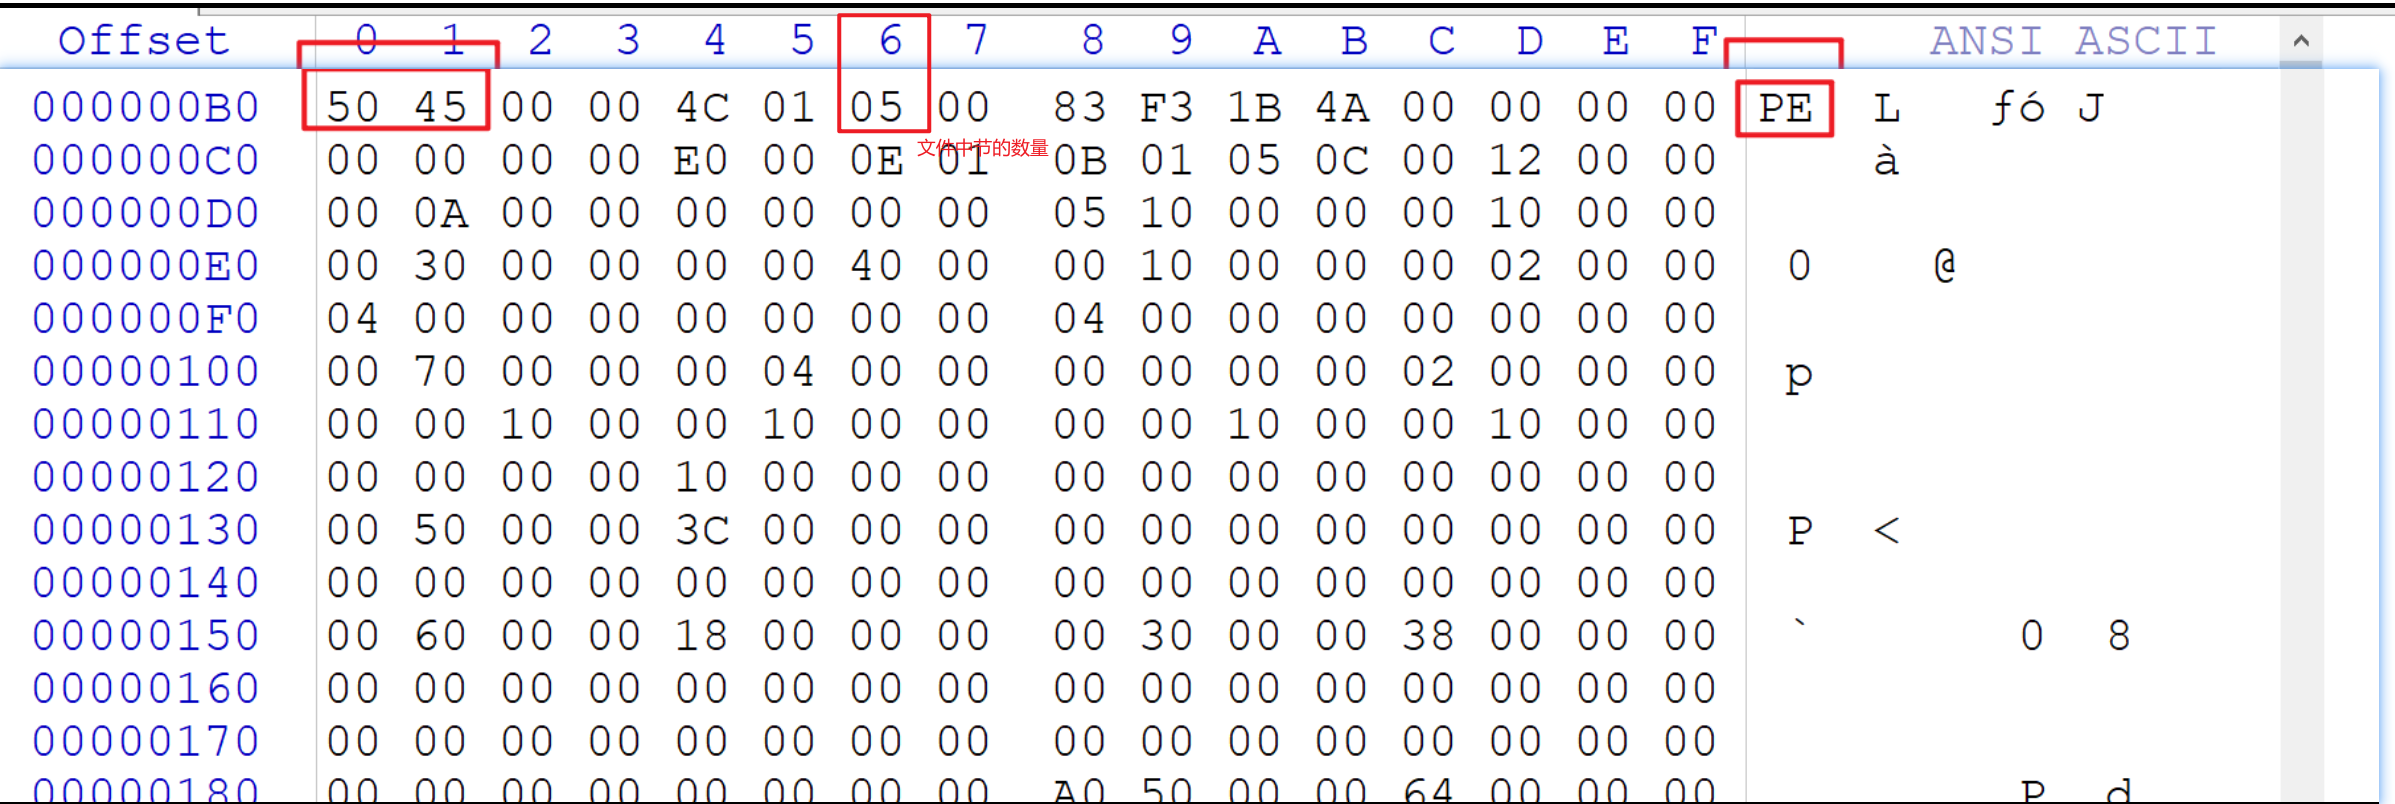 Offset 0 1 2 3 4 5 6 7 8 9 A B C D E F ANSI ASCII
000000B0 50 45 00 00 4C 01 05 00 83 F3 1B 4A 00 00 00 00 PE L ƒó J
文件中节的数量
000000C0 00 00 00 00 E0 00 0E 01 0B 01 05 0C 00 12 00 00 à
000000D0 00 0A 00 00 00 00 00 00 05 10 00 00 00 10 00 00
000000E0 00 30 00 00 00 00 40 00 00 10 00 00 00 02 00 00 0 @
000000F0 04 00 00 00 00 00 00 00 04 00 00 00 00 00 00 00
00000100 00 70 00 00 00 04 00 00 00 00 00 00 02 00 00 00 p
00000110 00 00 10 00 00 10 00 00 00 00 10 00 00 10 00 00
00000120 00 00 00 00 10 00 00 00 00 00 00 00 00 00 00 00
00000130 00 50 00 00 3C 00 00 00 00 00 00 00 00 00 00 00 P <
00000140 00 00 00 00 00 00 00 00 00 00 00 00 00 00 00 00
00000150 00 60 00 00 18 00 00 00 00 30 00 00 38 00 00 00 ` 0 8
00000160 00 00 00 00 00 00 00 00 00 00 00 00 00 00 00 00
00000170 00 00 00 00 00 00 00 00 00 00 00 00 00 00 00 00
00000180 00 00 00 00 00 00 00 00 A0 50 00 00 64 00 00 00 P d